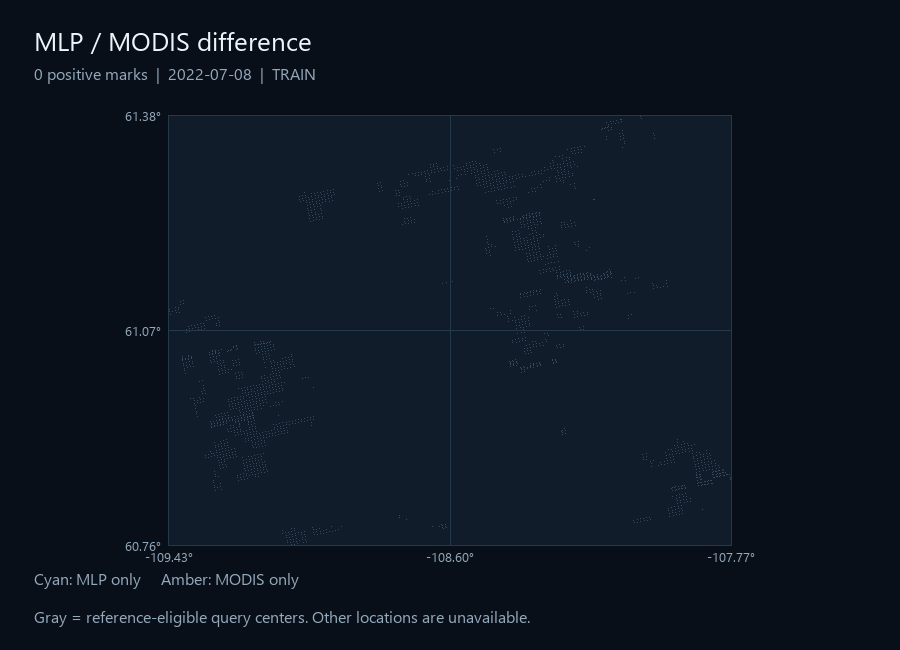 MLP / MODIS difference
0 positive marks | 2022-07-08 | TRAIN
61.38°
61.07°
60.76°
-109.43° -108.60° -107.77°
Cyan: MLP only Amber: MODIS only
Gray = reference-eligible query centers. Other locations are unavailable.